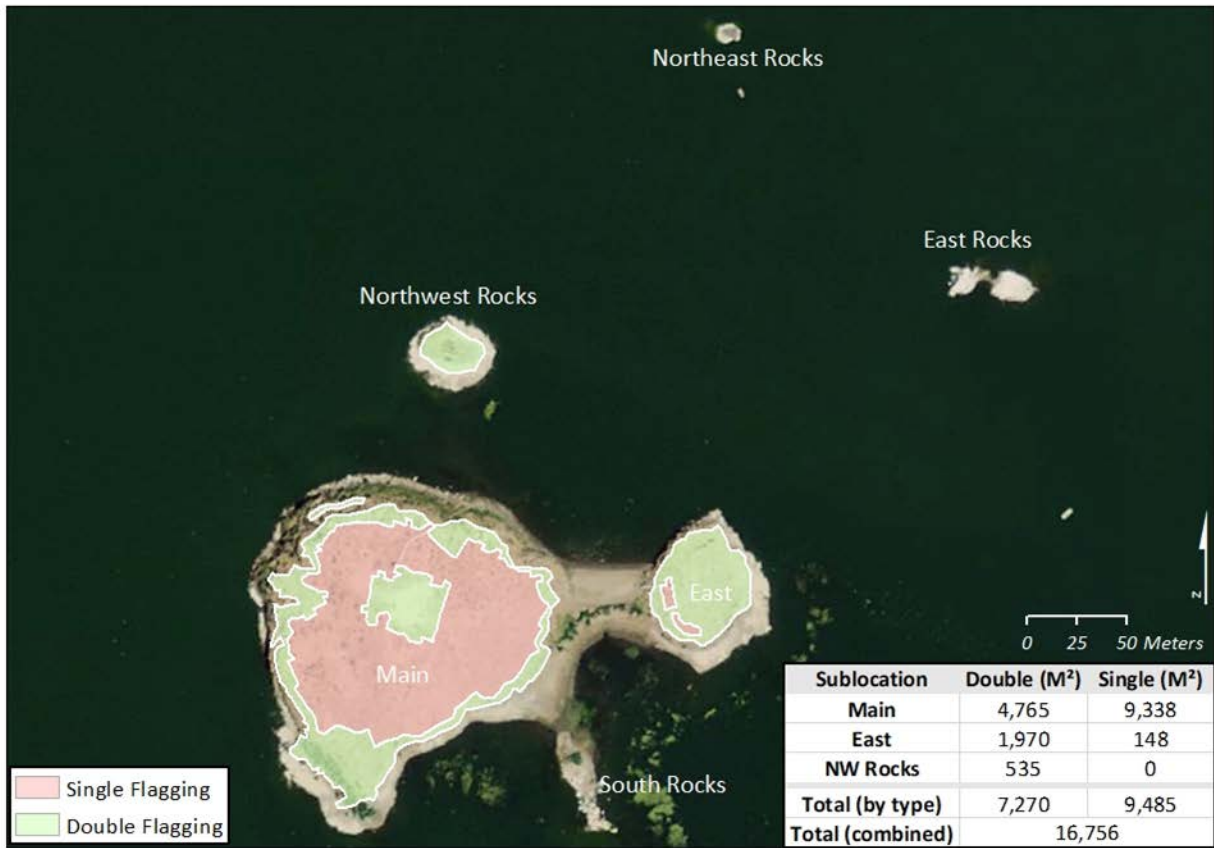 Northeast Rocks
East Rocks
Northwest Rocks
East
Main
South Rocks
N
0 25 50 Meters
Sublocation Double (M²) Single (M²)
Main 4,765 9,338
East 1,970 148
NW Rocks 535 0
Total (by type) 7,270 9,485
Total (combined) 16,756
Single Flagging
Double Flagging